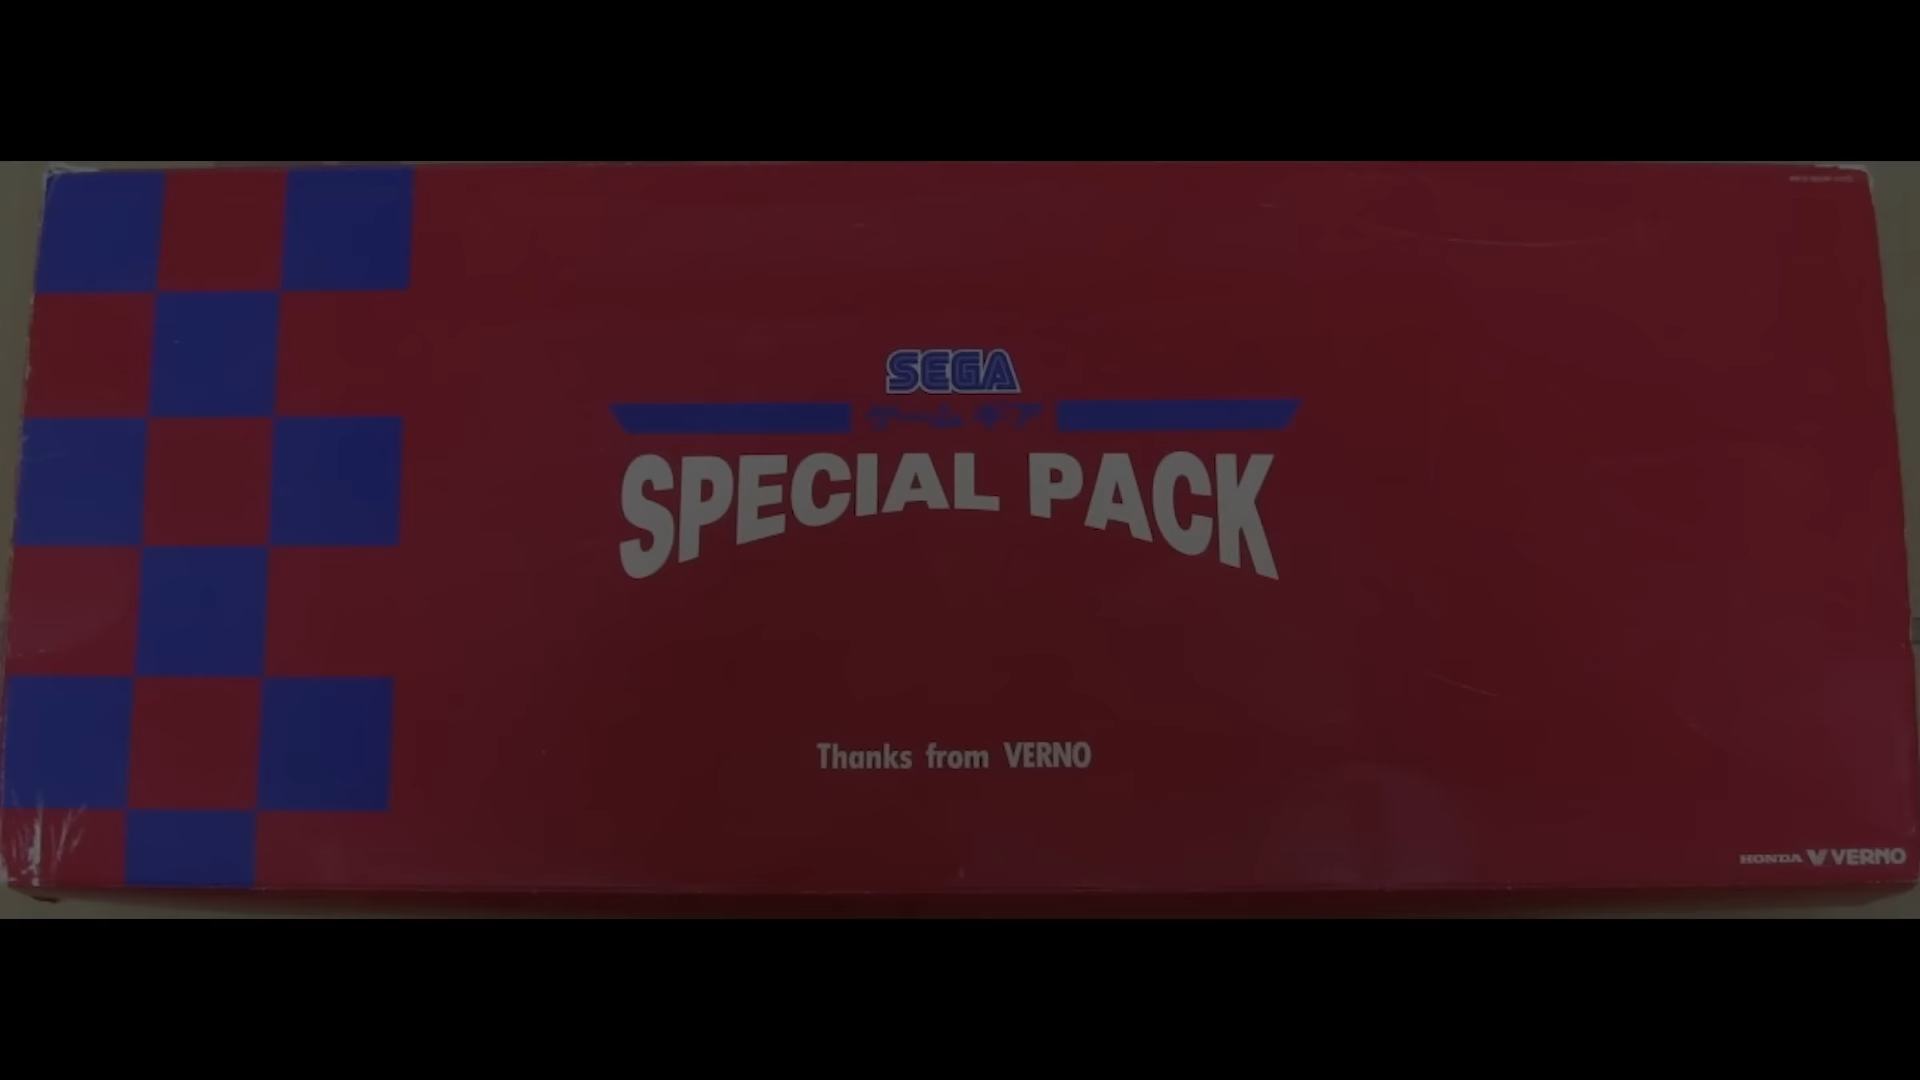 SEGA
ゲームギア
SPECIAL PACK
Thanks from VERNO
HONDA VERNO